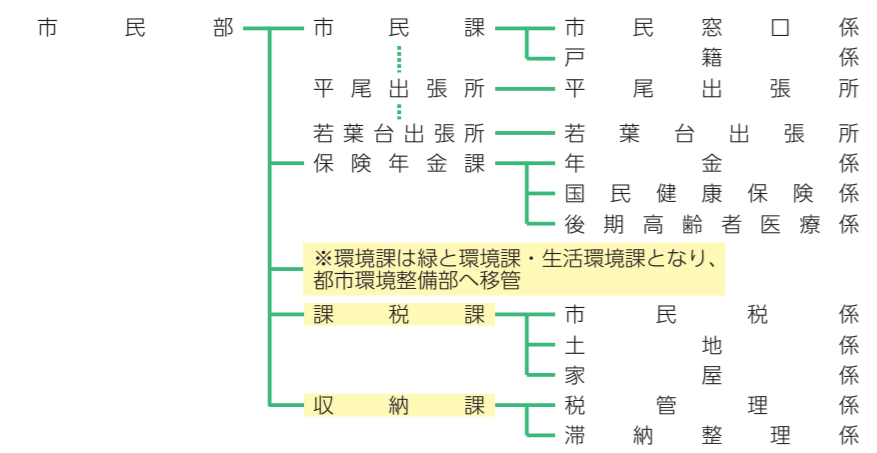 市民部 市民課 市民窓口係
戸籍係
平尾出張所 平尾出張所
若葉台出張所 若葉台出張所
保険年金課 年金係
国民健康保険係
後期高齢者医療係
※環境課は緑と環境課・生活環境課となり、
都市環境整備部へ移管
課税課 市民税係
土地係
家屋係
収納課 税管理係
滞納整理係